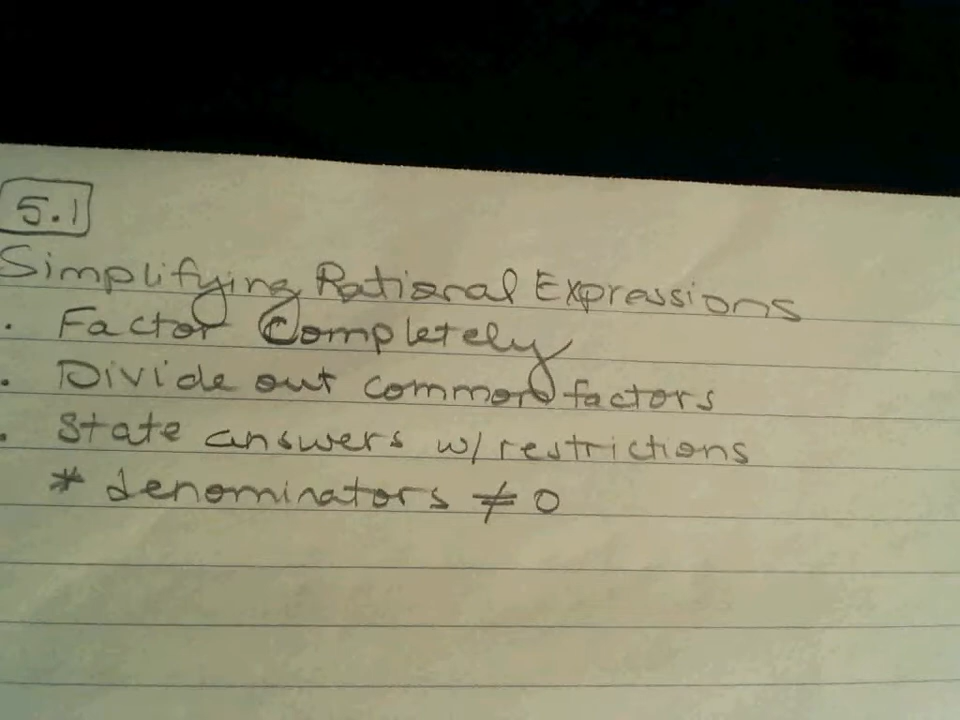 5.1
Simplifying Rational Expressions
. Factor Completely
. Divide out common factors
. State answers w/restrictions
* denominators ≠ 0